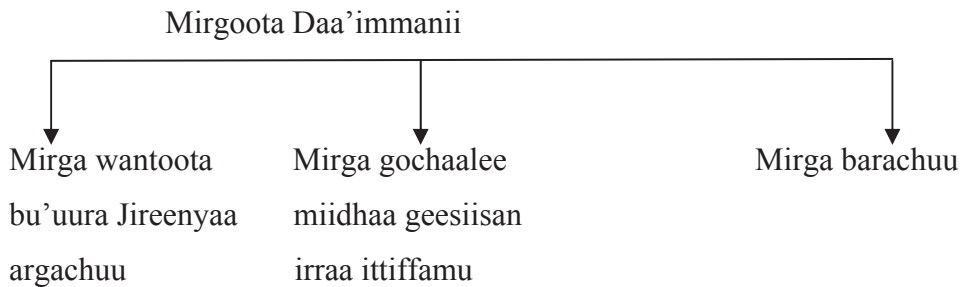 Mirgoota Daa’immanii
Mirga wantoota
bu’uura Jireenyaa
argachuu
Mirga gochaalee
miidhaa geesiisan
irraa ittiffamu
Mirga barachuu